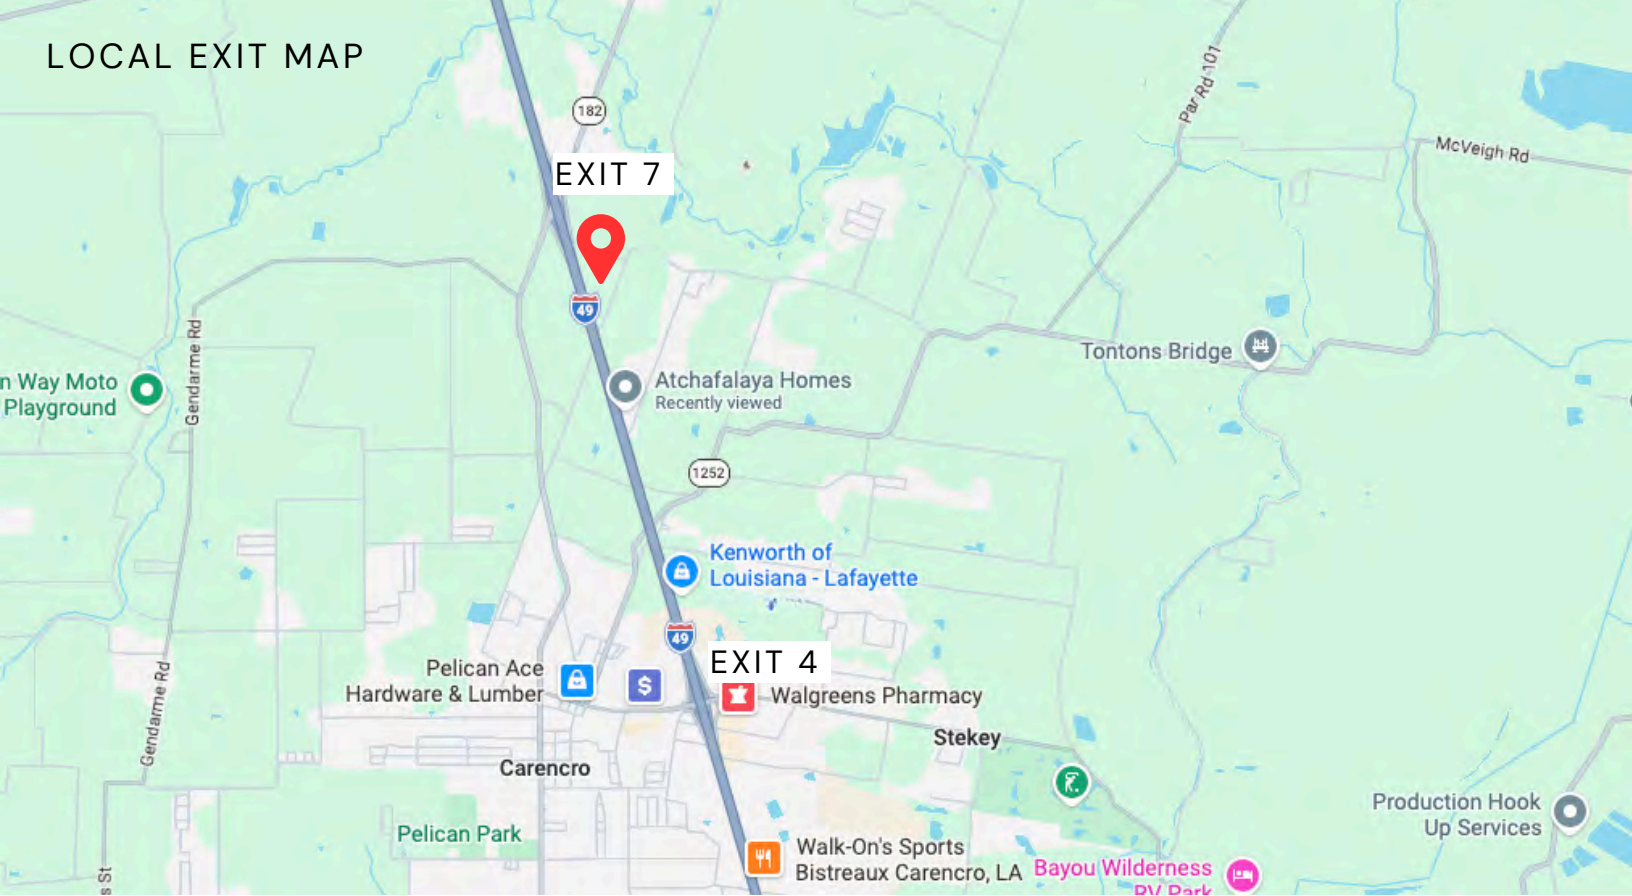 LOCAL EXIT MAP
182
Par Rd 101
McVeigh Rd
EXIT 7
49
Gendarme Rd
Tontons Bridge
n Way Moto
Playground
Atchafalaya Homes
Recently viewed
1252
Kenworth of
Louisiana - Lafayette
49
EXIT 4
Pelican Ace
Hardware & Lumber
$
Walgreens Pharmacy
Gendarme Rd
Stekey
Carencro
Production Hook
Up Services
Pelican Park
Walk-On's Sports
Bistreaux Carencro, LA
Bayou Wilderness
RV Park
s St